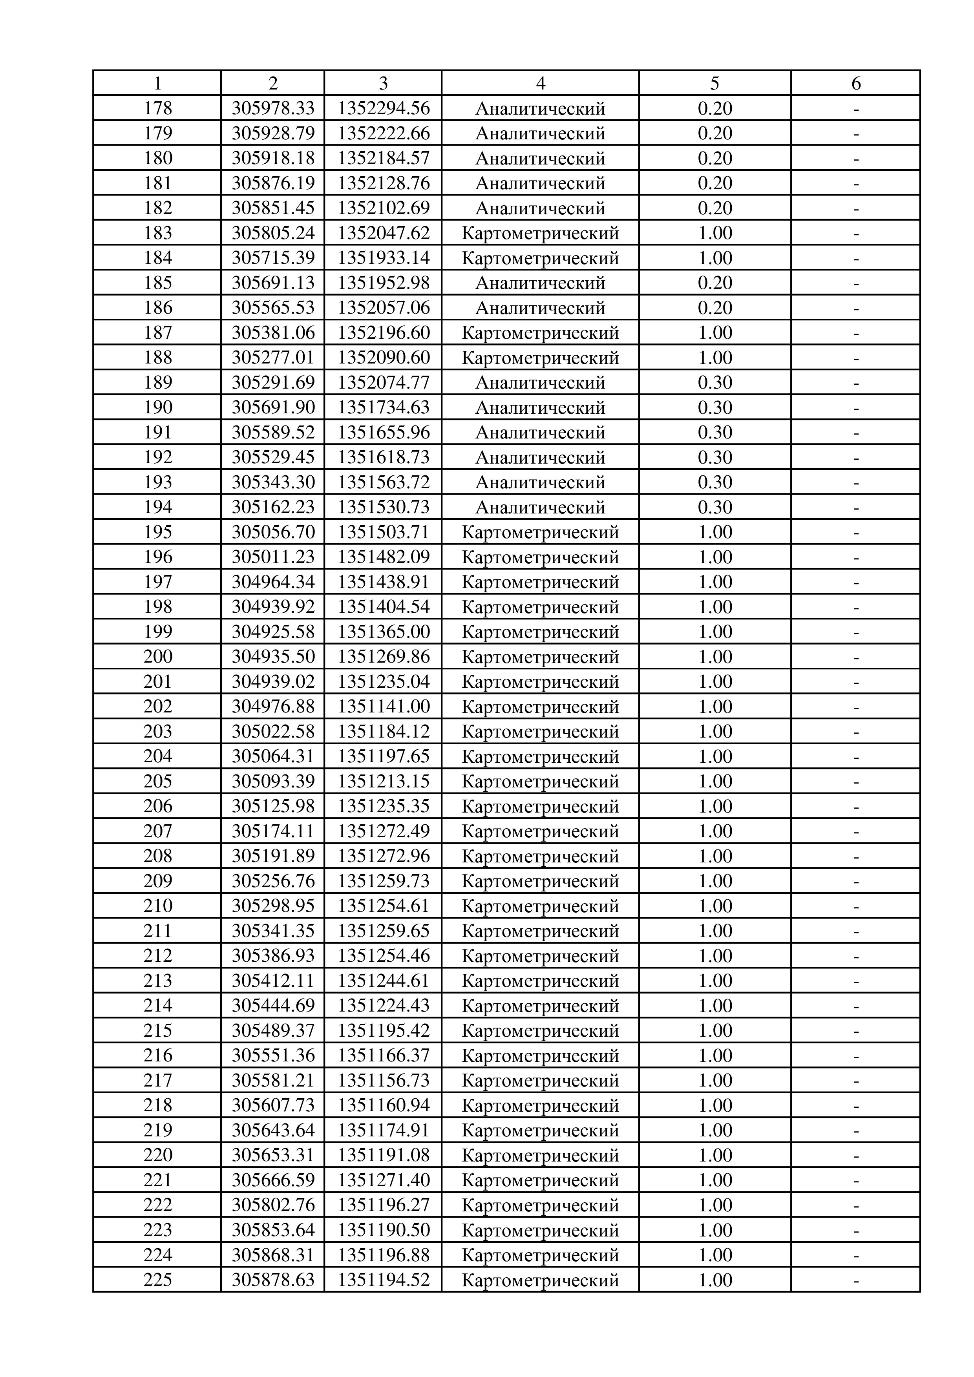 1 2 3 4 5 6
178 305978.33 1352294.56 Аналитический 0.20 -
179 305928.79 1352222.66 Аналитический 0.20 -
180 305918.18 1352184.57 Аналитический 0.20 -
181 305876.19 1352128.76 Аналитический 0.20 -
182 305851.45 1352102.69 Аналитический 0.20 -
183 305805.24 1352047.62 Картометрический 1.00 -
184 305715.39 1351933.14 Картометрический 1.00 -
185 305691.13 1351952.98 Аналитический 0.20 -
186 305565.53 1352057.06 Аналитический 0.20 -
187 305381.06 1352196.60 Картометрический 1.00 -
188 305277.01 1352090.60 Картометрический 1.00 -
189 305291.69 1352074.77 Аналитический 0.30 -
190 305691.90 1351734.63 Аналитический 0.30 -
191 305589.52 1351655.96 Аналитический 0.30 -
192 305529.45 1351618.73 Аналитический 0.30 -
193 305343.30 1351563.72 Аналитический 0.30 -
194 305162.23 1351530.73 Аналитический 0.30 -
195 305056.70 1351503.71 Картометрический 1.00 -
196 305011.23 1351482.09 Картометрический 1.00 -
197 304964.34 1351438.91 Картометрический 1.00 -
198 304939.92 1351404.54 Картометрический 1.00 -
199 304925.58 1351365.00 Картометрический 1.00 -
200 304935.50 1351269.86 Картометрический 1.00 -
201 304939.02 1351235.04 Картометрический 1.00 -
202 304976.88 1351141.00 Картометрический 1.00 -
203 305022.58 1351184.12 Картометрический 1.00 -
204 305064.31 1351197.65 Картометрический 1.00 -
205 305093.39 1351213.15 Картометрический 1.00 -
206 305125.98 1351235.35 Картометрический 1.00 -
207 305174.11 1351272.49 Картометрический 1.00 -
208 305191.89 1351272.96 Картометрический 1.00 -
209 305256.76 1351259.73 Картометрический 1.00 -
210 305298.95 1351254.61 Картометрический 1.00 -
211 305341.35 1351259.65 Картометрический 1.00 -
212 305386.93 1351254.46 Картометрический 1.00 -
213 305412.11 1351244.61 Картометрический 1.00 -
214 305444.69 1351224.43 Картометрический 1.00 -
215 305489.37 1351195.42 Картометрический 1.00 -
216 305551.36 1351166.37 Картометрический 1.00 -
217 305581.21 1351156.73 Картометрический 1.00 -
218 305607.73 1351160.94 Картометрический 1.00 -
219 305643.64 1351174.91 Картометрический 1.00 -
220 305653.31 1351191.08 Картометрический 1.00 -
221 305666.59 1351271.40 Картометрический 1.00 -
222 305802.76 1351196.27 Картометрический 1.00 -
223 305853.64 1351190.50 Картометрический 1.00 -
224 305868.31 1351196.88 Картометрический 1.00 -
225 305878.63 1351194.52 Картометрический 1.00 -